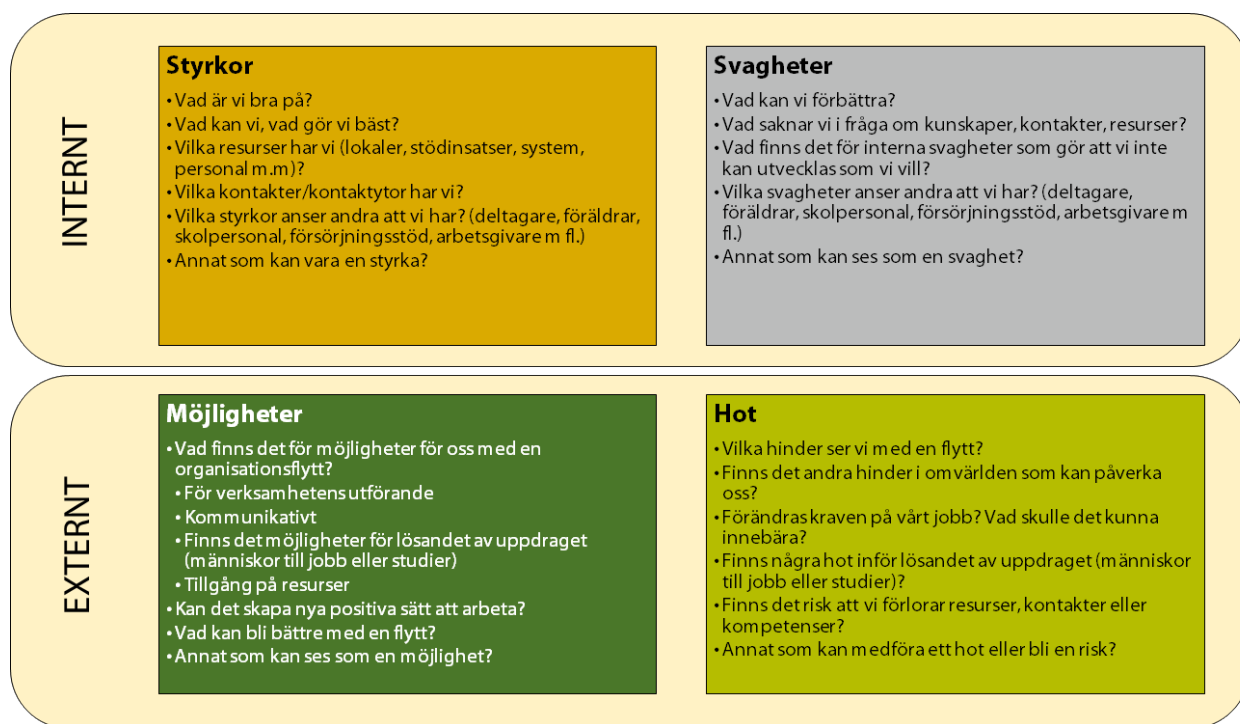 INTERNT
Styrkor
• Vad är vi bra på?
• Vad kan vi, vad gör vi bäst?
• Vilka resurser har vi (lokaler, stödinsatser, system,
personal m.m)?
• Vilka kontakter/kontaktytor har vi?
• Vilka styrkor anser andra att vi har? (deltagare, föräldrar,
skolpersonal, försörjningsstöd, arbetsgivare m fl.)
• Annat som kan vara en styrka?
Svagheter
• Vad kan vi förbättra?
• Vad saknar vi i fråga om kunskaper, kontakter, resurser?
• Vad finns det för interna svagheter som gör att vi inte
kan utvecklas som vi vill?
• Vilka svagheter anser andra att vi har? (deltagare,
föräldrar, skolpersonal, försörjningsstöd, arbetsgivare m
fl.)
• Annat som kan ses som en svaghet?
EXTERNT
Möjligheter
• Vad finns det för möjligheter för oss med en
organisationsflytt?
• För verksamhetens utförande
• Kommunikativt
• Finns det möjligheter för lösandet av uppdraget
(människor till jobb eller studier)
• Tillgång på resurser
• Kan det skapa nya positiva sätt att arbeta?
• Vad kan bli bättre med en flytt?
• Annat som kan ses som en möjlighet?
Hot
• Vilka hinder ser vi med en flytt?
• Finns det andra hinder i omvärlden som kan påverka
oss?
• Förändras kraven på vårt jobb? Vad skulle det kunna
innebära?
• Finns några hot inför lösandet av uppdraget (människor
till jobb eller studier)?
• Finns det risk att vi förlorar resurser, kontakter eller
kompetenser?
• Annat som kan medföra ett hot eller bli en risk?